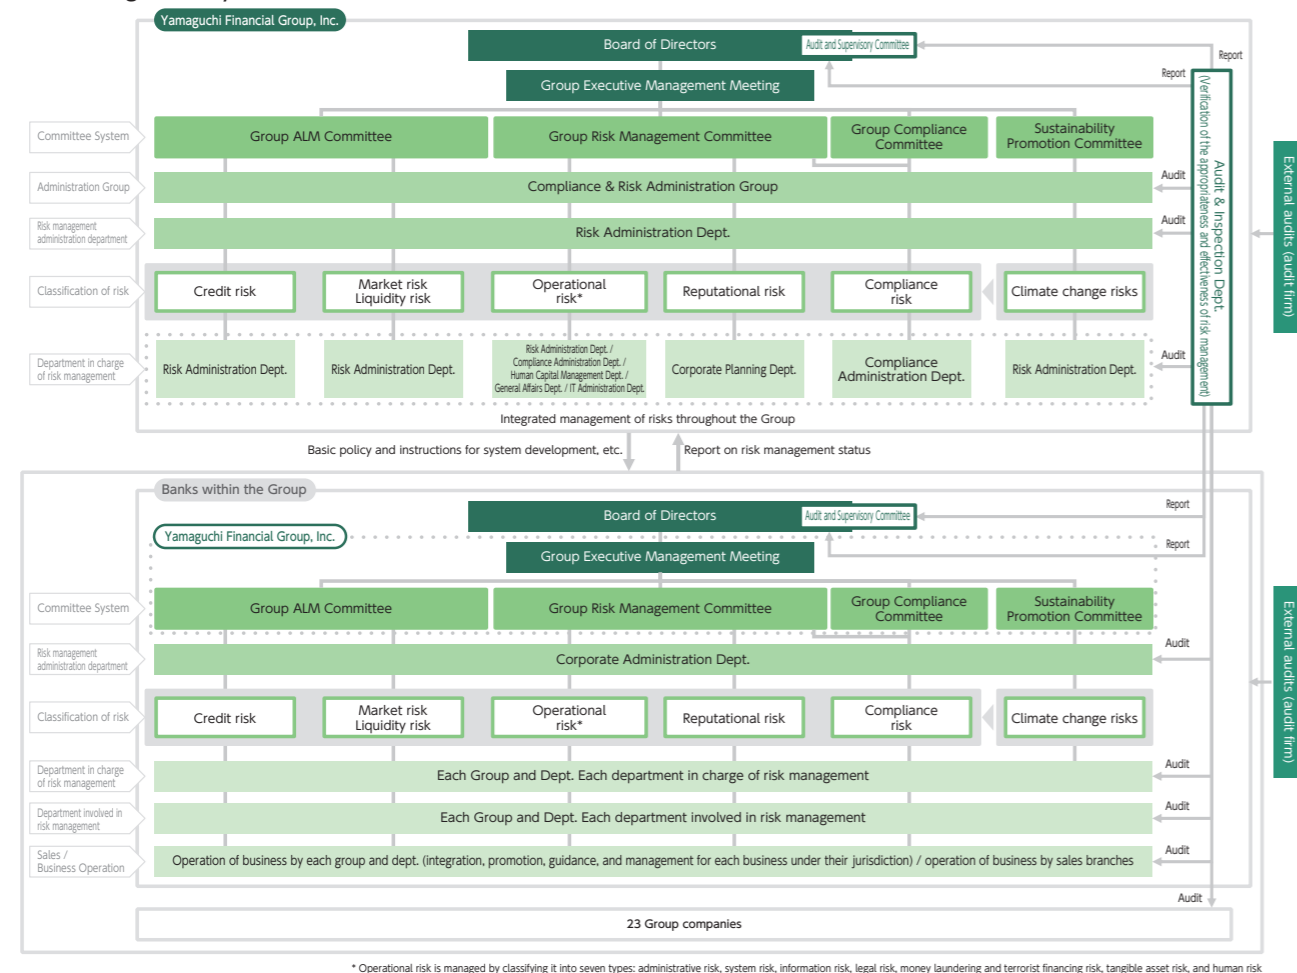 Yamaguchi Financial Group, Inc.
Board of Directors
Audit and Supervisory Committee
Report
Group Executive Management Meeting
Report
Committee System
Group ALM Committee
Group Risk Management Committee
Group Compliance
Committee
Sustainability
Promotion Committee
Administration Group
Compliance & Risk Administration Group
Audit
Risk management
administration department
Risk Administration Dept.
Audit
Audit & Inspection Dept.
(Verification of the appropriateness and effectiveness of risk management)
External audits (audit firm)
Classification of risk
Credit risk
Market risk
Liquidity risk
Operational
risk*
Reputational risk
Compliance
risk
Climate change risks
Department in charge
of risk management
Risk Administration Dept.
Risk Administration Dept.
Risk Administration Dept. /
Compliance Administration Dept. /
Human Capital Management Dept. /
General Affairs Dept. / IT Administration Dept.
Corporate Planning Dept.
Compliance
Administration Dept.
Risk Administration Dept.
Audit
Integrated management of risks throughout the Group
Basic policy and instructions for system development, etc.
Report on risk management status
Banks within the Group
Board of Directors
Audit and Supervisory Committee
Report
Yamaguchi Financial Group, Inc.
Group Executive Management Meeting
Report
Committee System
Group ALM Committee
Group Risk Management Committee
Group Compliance
Committee
Sustainability
Promotion Committee
Risk management
administration department
Corporate Administration Dept.
Audit
External audits (audit firm)
Classification of risk
Credit risk
Market risk
Liquidity risk
Operational
risk*
Reputational risk
Compliance
risk
Climate change risks
Department in charge
of risk management
Each Group and Dept. Each department in charge of risk management
Audit
Department involved in
risk management
Each Group and Dept. Each department involved in risk management
Audit
Sales /
Business Operation
Operation of business by each group and dept. (integration, promotion, guidance, and management for each business under their jurisdiction) / operation of business by sales branches
Audit
Audit
23 Group companies
* Operational risk is managed by classifying it into seven types: administrative risk, system risk, information risk, legal risk, money laundering and terrorist financing risk, tangible asset risk, and human risk